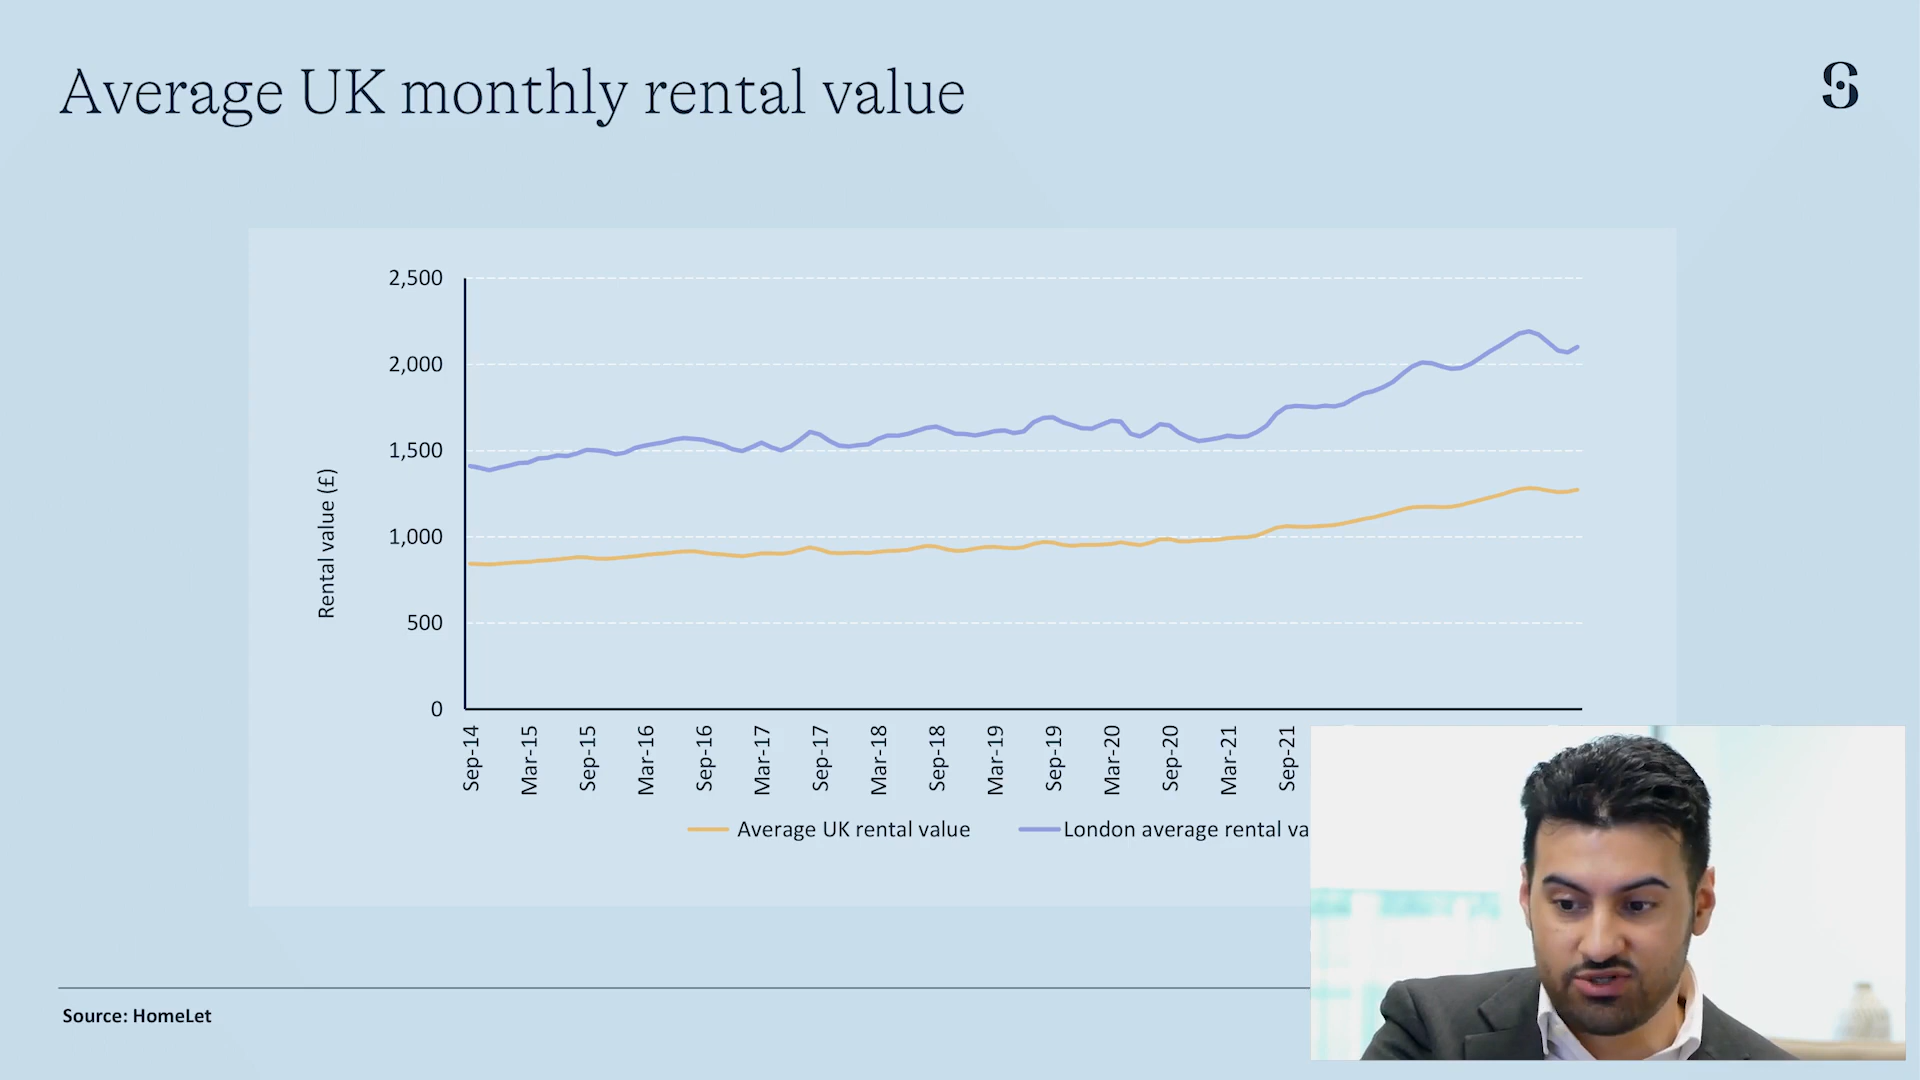 Average UK monthly rental value
2,500
2,000
1,500
1,000
500
0
Rental value (£)
Sep-14
Mar-15
Sep-15
Mar-16
Sep-16
Mar-17
Sep-17
Mar-18
Sep-18
Mar-19
Sep-19
Mar-20
Sep-20
Mar-21
Sep-21
Average UK rental value
London average rental va
Source: HomeLet